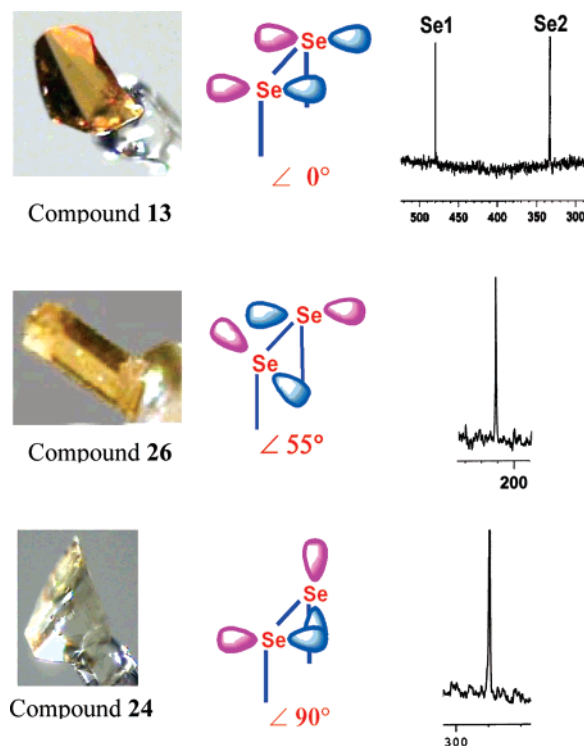 Se1 Se2
Se
Se
∠ 0°
500 450 400 350 300
Compound 13
Se
Se
∠ 55°
200
Compound 26
Se
Se
∠ 90°
300
Compound 24